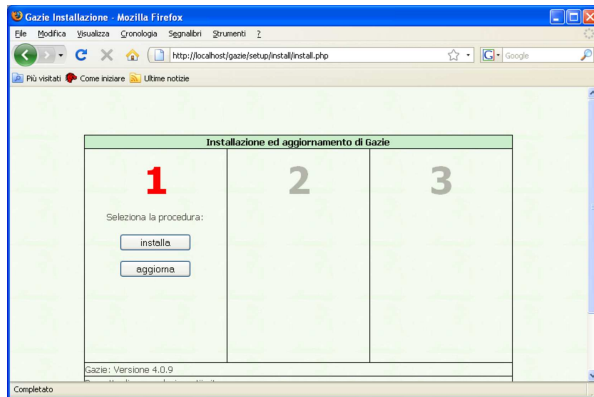 Gazie Installazione - Mozilla Firefox
File Modifica Visualizza Cronologia Segnalibri Strumenti ?
http://localhost/gazie/setup/install/install.php
G Google
Più visitati Come iniziare Ultime notizie
Installazione ed aggiornamento di Gazie
1 2 3
Seleziona la procedura:
installa
aggiorna
Gazie: Versione 4.0.9
Completato